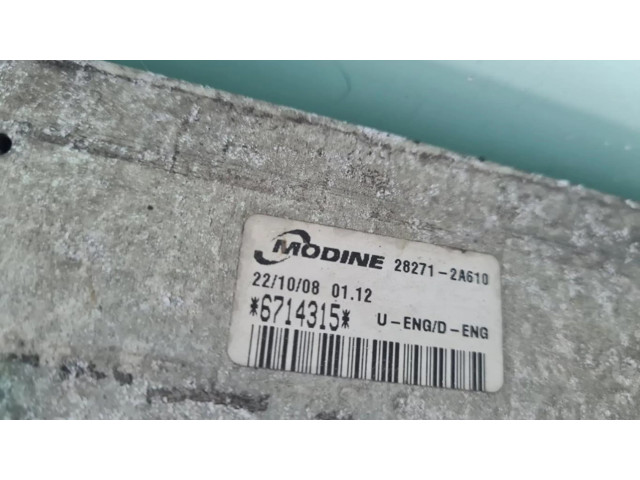 MODINE 28271-2A610
22/10/08 01.12
*6714315* U-ENG/D-ENG